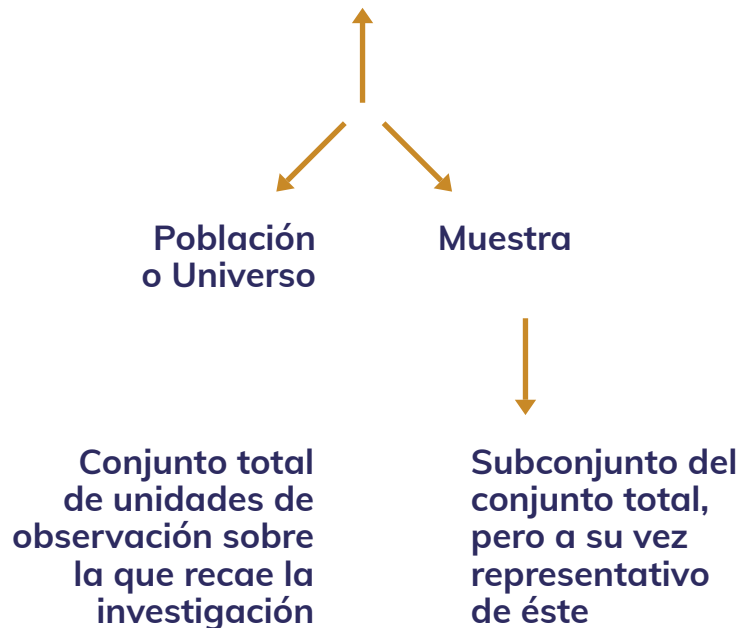 Población
o Universo
Muestra
Conjunto total
de unidades de
observación sobre
la que recae la
investigación
Subconjunto del
conjunto total,
pero a su vez
representativo
de éste